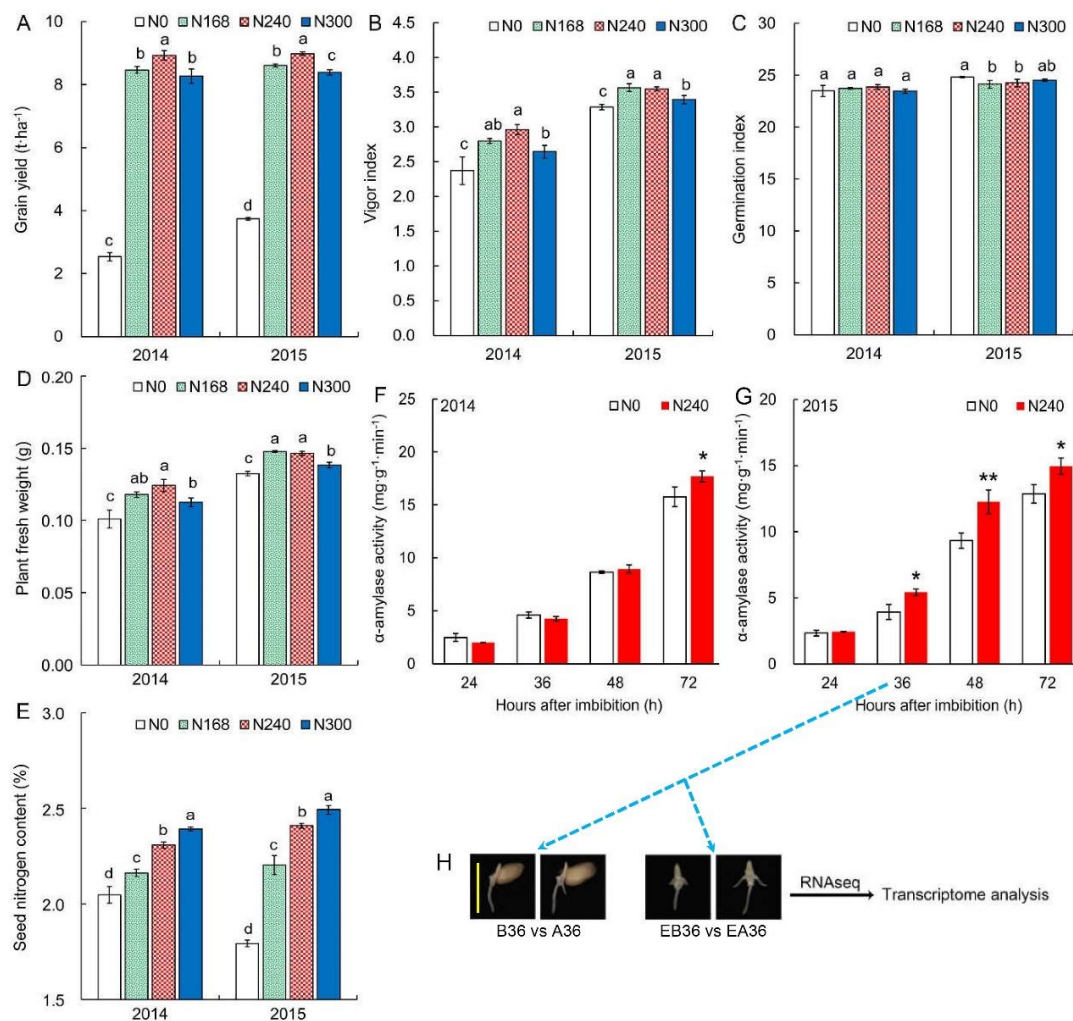 A
N0 N168 N240 N300
Grain yield (t·ha⁻¹)
10
8
6
4
2
0
c b a b
d b a c
2014 2015
B
N0 N168 N240 N300
Vigor index
4.5
4.0
3.5
3.0
2.5
2.0
1.5
1.0
0.5
0.0
c ab a b
c a a b
2014 2015
C
N0 N168 N240 N300
Germination index
30
25
20
15
10
5
0
a a a a
a b b ab
2014 2015
D
N0 N168 N240 N300
Plant fresh weight (g)
0.20
0.15
0.10
0.05
0.00
c ab a b
c a a b
2014 2015
E
N0 N168 N240 N300
Seed nitrogen content (%)
3.0
2.5
2.0
1.5
d c b a
d c b a
2014 2015
F
2014
N0 N240
α-amylase activity (mg·g⁻¹·min⁻¹)
25
20
15
10
5
0
*
24 36 48 72
Hours after imbibition (h)
G
2015
N0 N240
α-amylase activity (mg·g⁻¹·min⁻¹)
20
15
10
5
0
* ** *
24 36 48 72
Hours after imbibition (h)
H
B36 vs A36
EB36 vs EA36
RNAseq
Transcriptome analysis